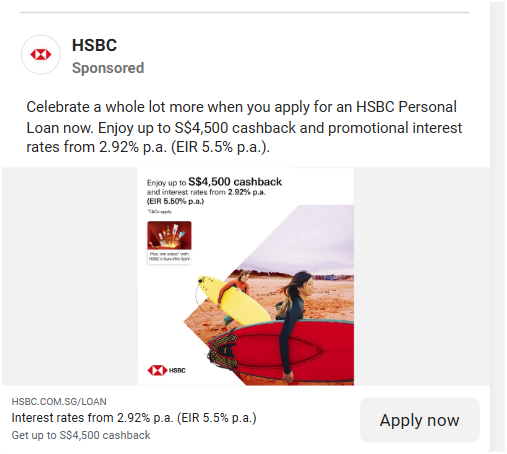 HSBC
Sponsored
Celebrate a whole lot more when you apply for an HSBC Personal
Loan now. Enjoy up to S$4,500 cashback and promotional interest
rates from 2.92% p.a. (EIR 5.5% p.a.).
Enjoy up to S$4,500 cashback
and interest rates from 2.92% p.a.
(EIR 5.50% p.a.)
*T&Cs apply.
Plus, win prizes* with
HSBC's Sure-Win Spin!
HSBC
HSBC.COM.SG/LOAN
Interest rates from 2.92% p.a. (EIR 5.5% p.a.)
Get up to S$4,500 cashback
Apply now